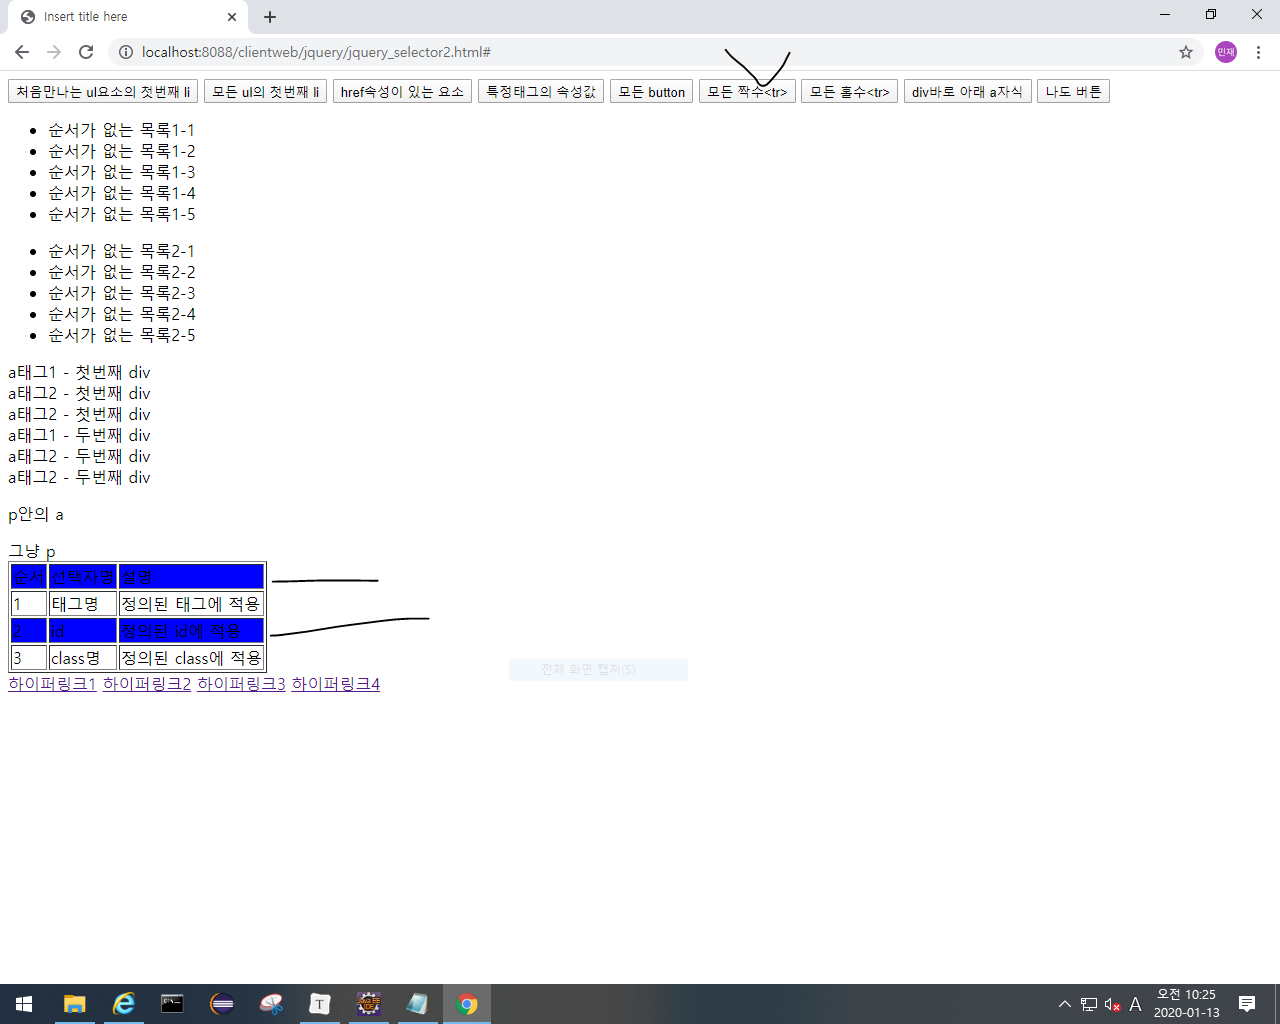 Insert title here
localhost:8088/clientweb/jquery/jquery_selector2.html#
민재
처음만나는 ul요소의 첫번째 li 모든 ul의 첫번째 li href속성이 있는 요소 특정태그의 속성값 모든 button 모든 짝수<tr> 모든 홀수<tr> div바로 아래 a자식 나도 버튼
순서가 없는 목록1-1
순서가 없는 목록1-2
순서가 없는 목록1-3
순서가 없는 목록1-4
순서가 없는 목록1-5
순서가 없는 목록2-1
순서가 없는 목록2-2
순서가 없는 목록2-3
순서가 없는 목록2-4
순서가 없는 목록2-5
a태그1 - 첫번째 div
a태그2 - 첫번째 div
a태그2 - 첫번째 div
a태그1 - 두번째 div
a태그2 - 두번째 div
a태그2 - 두번째 div
p안의 a
그냥 p
순서 선택자명 설명
1 태그명 정의된 태그에 적용
2 id 정의된 id에 적용
3 class명 정의된 class에 적용
전체 화면 캡처(S)
하이퍼링크1 하이퍼링크2 하이퍼링크3 하이퍼링크4
T
A
오전 10:25
2020-01-13